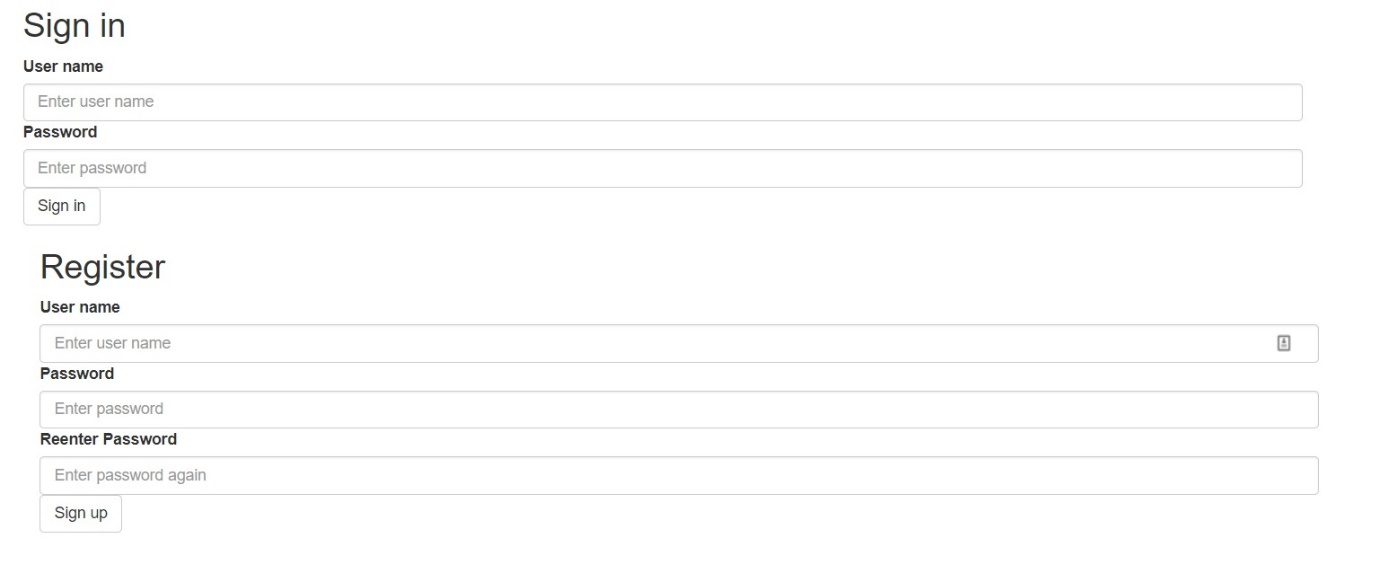 Sign in
User name
Enter user name
Password
Enter password
Sign in
Register
User name
Enter user name
Password
Enter password
Reenter Password
Enter password again
Sign up